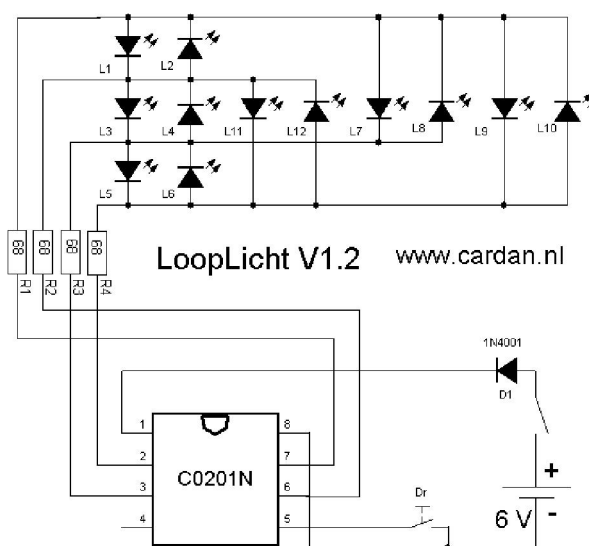 L1
L2
L3
L4
L11
L12
L7
L8
L9
L10
L5
L6
68
68
68
68
R1
R2
R3
R4
LoopLicht V1.2
www.cardan.nl
1N4001
D1
1
8
2
7
C0201N
3
6
4
5
Dr
+
6 V
-